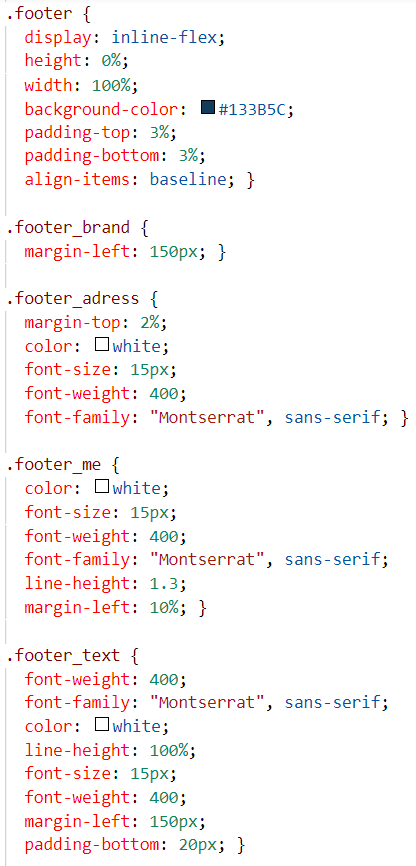 .footer {
display: inline-flex;
height: 0%;
width: 100%;
background-color: #133B5C;
padding-top: 3%;
padding-bottom: 3%;
align-items: baseline; }
.footer_brand {
margin-left: 150px; }
.footer_adress {
margin-top: 2%;
color: white;
font-size: 15px;
font-weight: 400;
font-family: "Montserrat", sans-serif; }
.footer_me {
color: white;
font-size: 15px;
font-weight: 400;
font-family: "Montserrat", sans-serif;
line-height: 1.3;
margin-left: 10%; }
.footer_text {
font-weight: 400;
font-family: "Montserrat", sans-serif;
color: white;
line-height: 100%;
font-size: 15px;
font-weight: 400;
margin-left: 150px;
padding-bottom: 20px; }